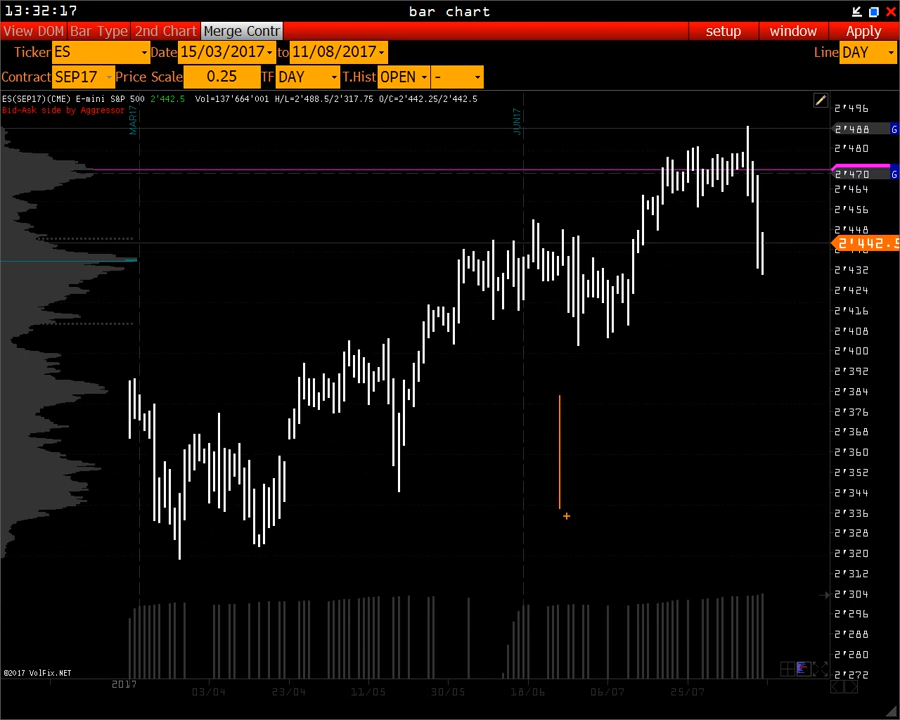 13:32:17 bar chart
View DOM Bar Type 2nd Chart Merge Contr setup window Apply
Ticker ES Date 15/03/2017 to 11/08/2017 Line DAY
Contract SEP17 Price Scale 0.25 TF DAY T.Hist OPEN -
ES(SEP17)(CME) E-mini S&P 500 2'442.5 Vol=137'664'001 H/L=2'488.5/2'317.75 O/C=2'442.25/2'442.5
Bid-Ask side by Aggressor
MAR17
JUN17
2'496
2'488 G
2'480
2'470 G
2'464
2'456
2'448
2'442.5
2'432
2'424
2'416
2'408
2'400
2'392
2'384
2'376
2'368
2'360
2'352
2'344
2'336
2'328
2'320
2'312
2'304
2'296
2'288
2'280
2'272
©2017 VolFix.NET
2017
03/04 23/04 11/05 30/05 18/06 06/07 25/07